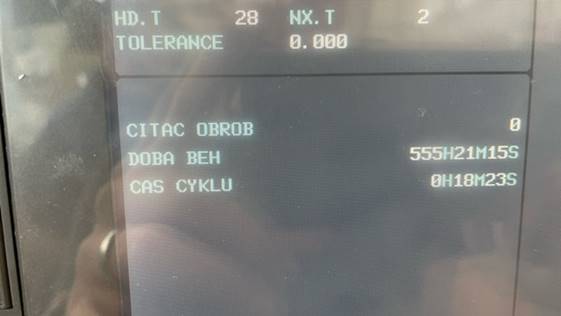 HD.T 28 NX.T 2
TOLERANCE 0.000
CITAC OBROB 0
DOBA BEH 555H21M15S
CAS CYKLU 0H18M23S